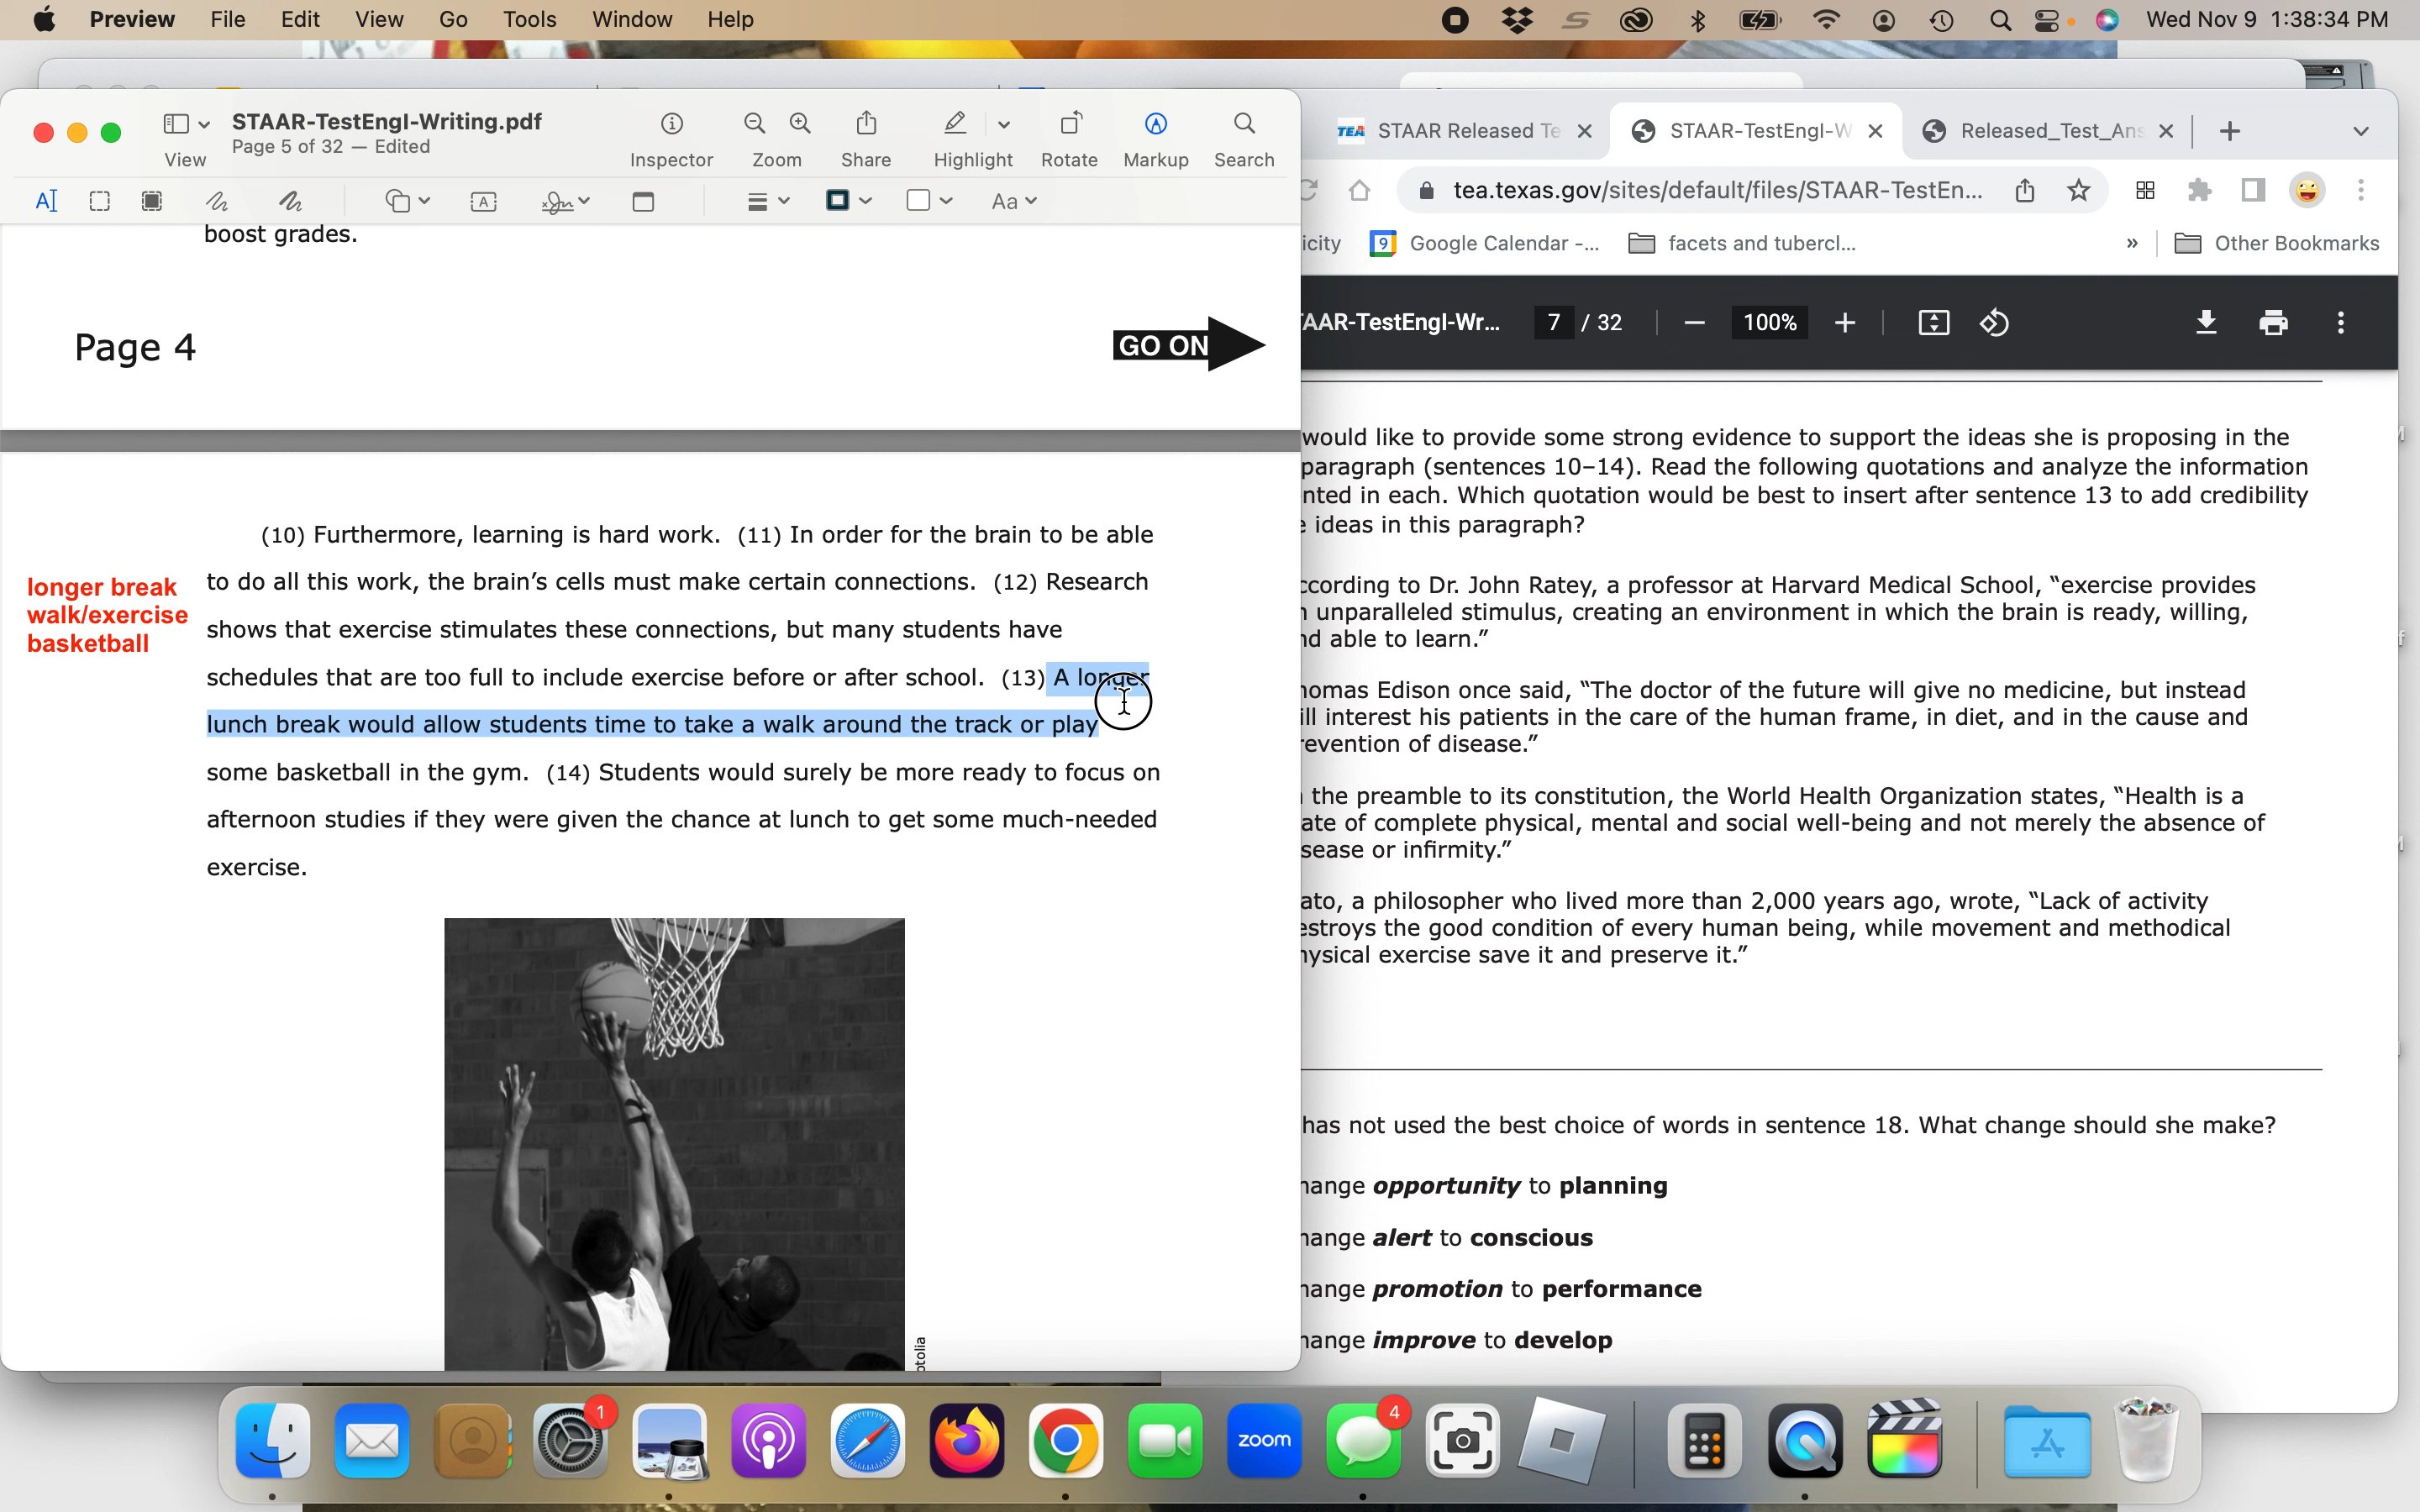 Preview File Edit View Go Tools Window Help
Wed Nov 9 1:38:34 PM
STAAR-TestEngl-Writing.pdf
Page 5 of 32 — Edited
View
Inspector
Zoom
Share
Highlight
Rotate
Markup
Search
Aa
boost grades.
Page 4
GO ON
(10) Furthermore, learning is hard work. (11) In order for the brain to be able
to do all this work, the brain's cells must make certain connections. (12) Research
shows that exercise stimulates these connections, but many students have
schedules that are too full to include exercise before or after school. (13) A longer
lunch break would allow students time to take a walk around the track or play
some basketball in the gym. (14) Students would surely be more ready to focus on
afternoon studies if they were given the chance at lunch to get some much-needed
exercise.
longer break
walk/exercise
basketball
otolia
TEA STAAR Released Te
STAAR-TestEngl-W
Released_Test_Ans
tea.texas.gov/sites/default/files/STAAR-TestEn...
icity
9 Google Calendar -...
facets and tubercl...
»
Other Bookmarks
TAAR-TestEngl-Wr...
7 / 32
100%
would like to provide some strong evidence to support the ideas she is proposing in the
paragraph (sentences 10–14). Read the following quotations and analyze the information
nted in each. Which quotation would be best to insert after sentence 13 to add credibility
e ideas in this paragraph?
ccording to Dr. John Ratey, a professor at Harvard Medical School, “exercise provides
n unparalleled stimulus, creating an environment in which the brain is ready, willing,
nd able to learn.”
homas Edison once said, “The doctor of the future will give no medicine, but instead
ill interest his patients in the care of the human frame, in diet, and in the cause and
revention of disease.”
the preamble to its constitution, the World Health Organization states, “Health is a
ate of complete physical, mental and social well-being and not merely the absence of
sease or infirmity.”
ato, a philosopher who lived more than 2,000 years ago, wrote, “Lack of activity
estroys the good condition of every human being, while movement and methodical
hysical exercise save it and preserve it.”
has not used the best choice of words in sentence 18. What change should she make?
hange opportunity to planning
hange alert to conscious
hange promotion to performance
hange improve to develop
1
zoom
4